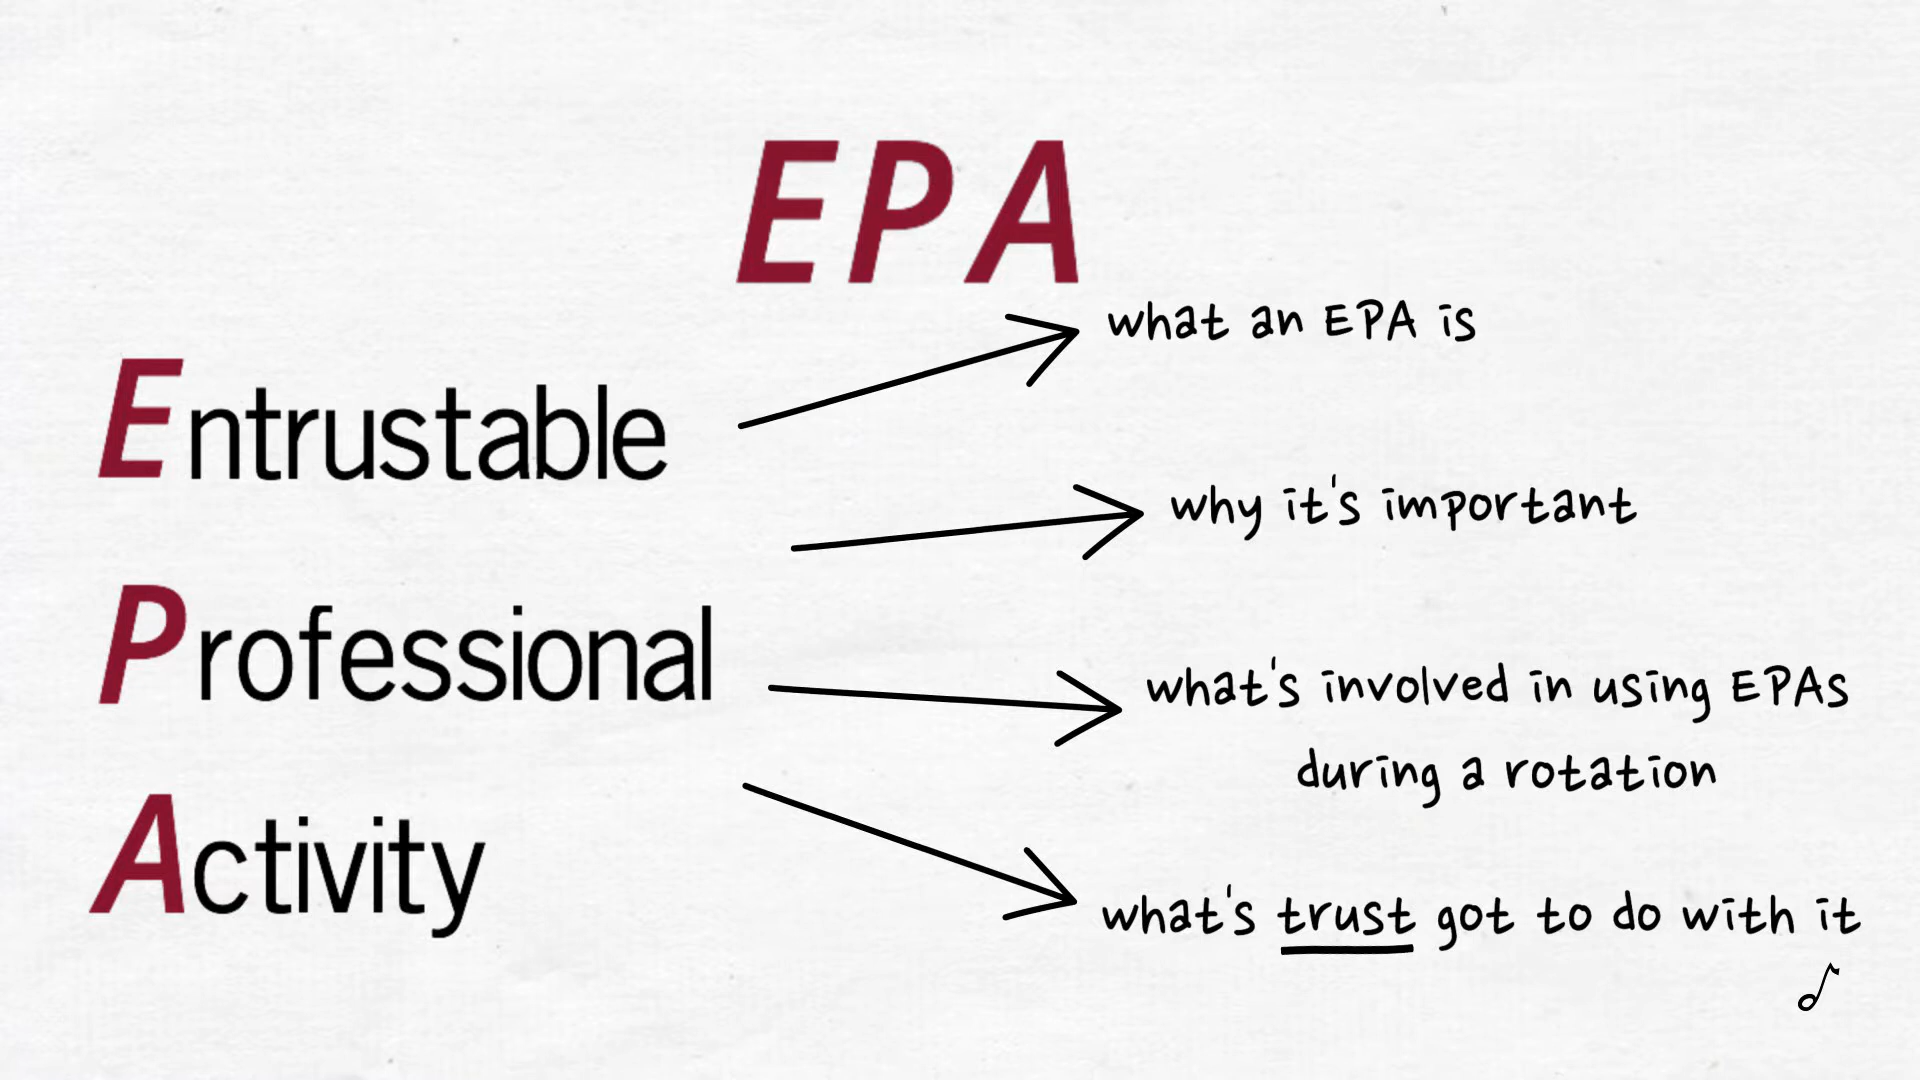 EPA
Entrustable
Professional
Activity
what an EPA is
why it's important
what's involved in using EPAs
during a rotation
what's trust got to do with it